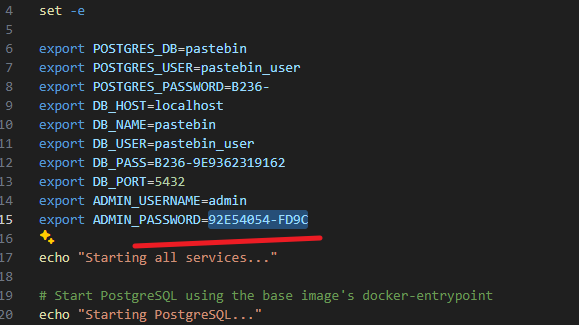 4 set -e
5
6 export POSTGRES_DB=pastebin
7 export POSTGRES_USER=pastebin_user
8 export POSTGRES_PASSWORD=B236-
9 export DB_HOST=localhost
10 export DB_NAME=pastebin
11 export DB_USER=pastebin_user
12 export DB_PASS=B236-9E9362319162
13 export DB_PORT=5432
14 export ADMIN_USERNAME=admin
15 export ADMIN_PASSWORD=92E54054-FD9C
16
17 echo "Starting all services..."
18
19 # Start PostgreSQL using the base image's docker-entrypoint
20 echo "Starting PostgreSQL..."